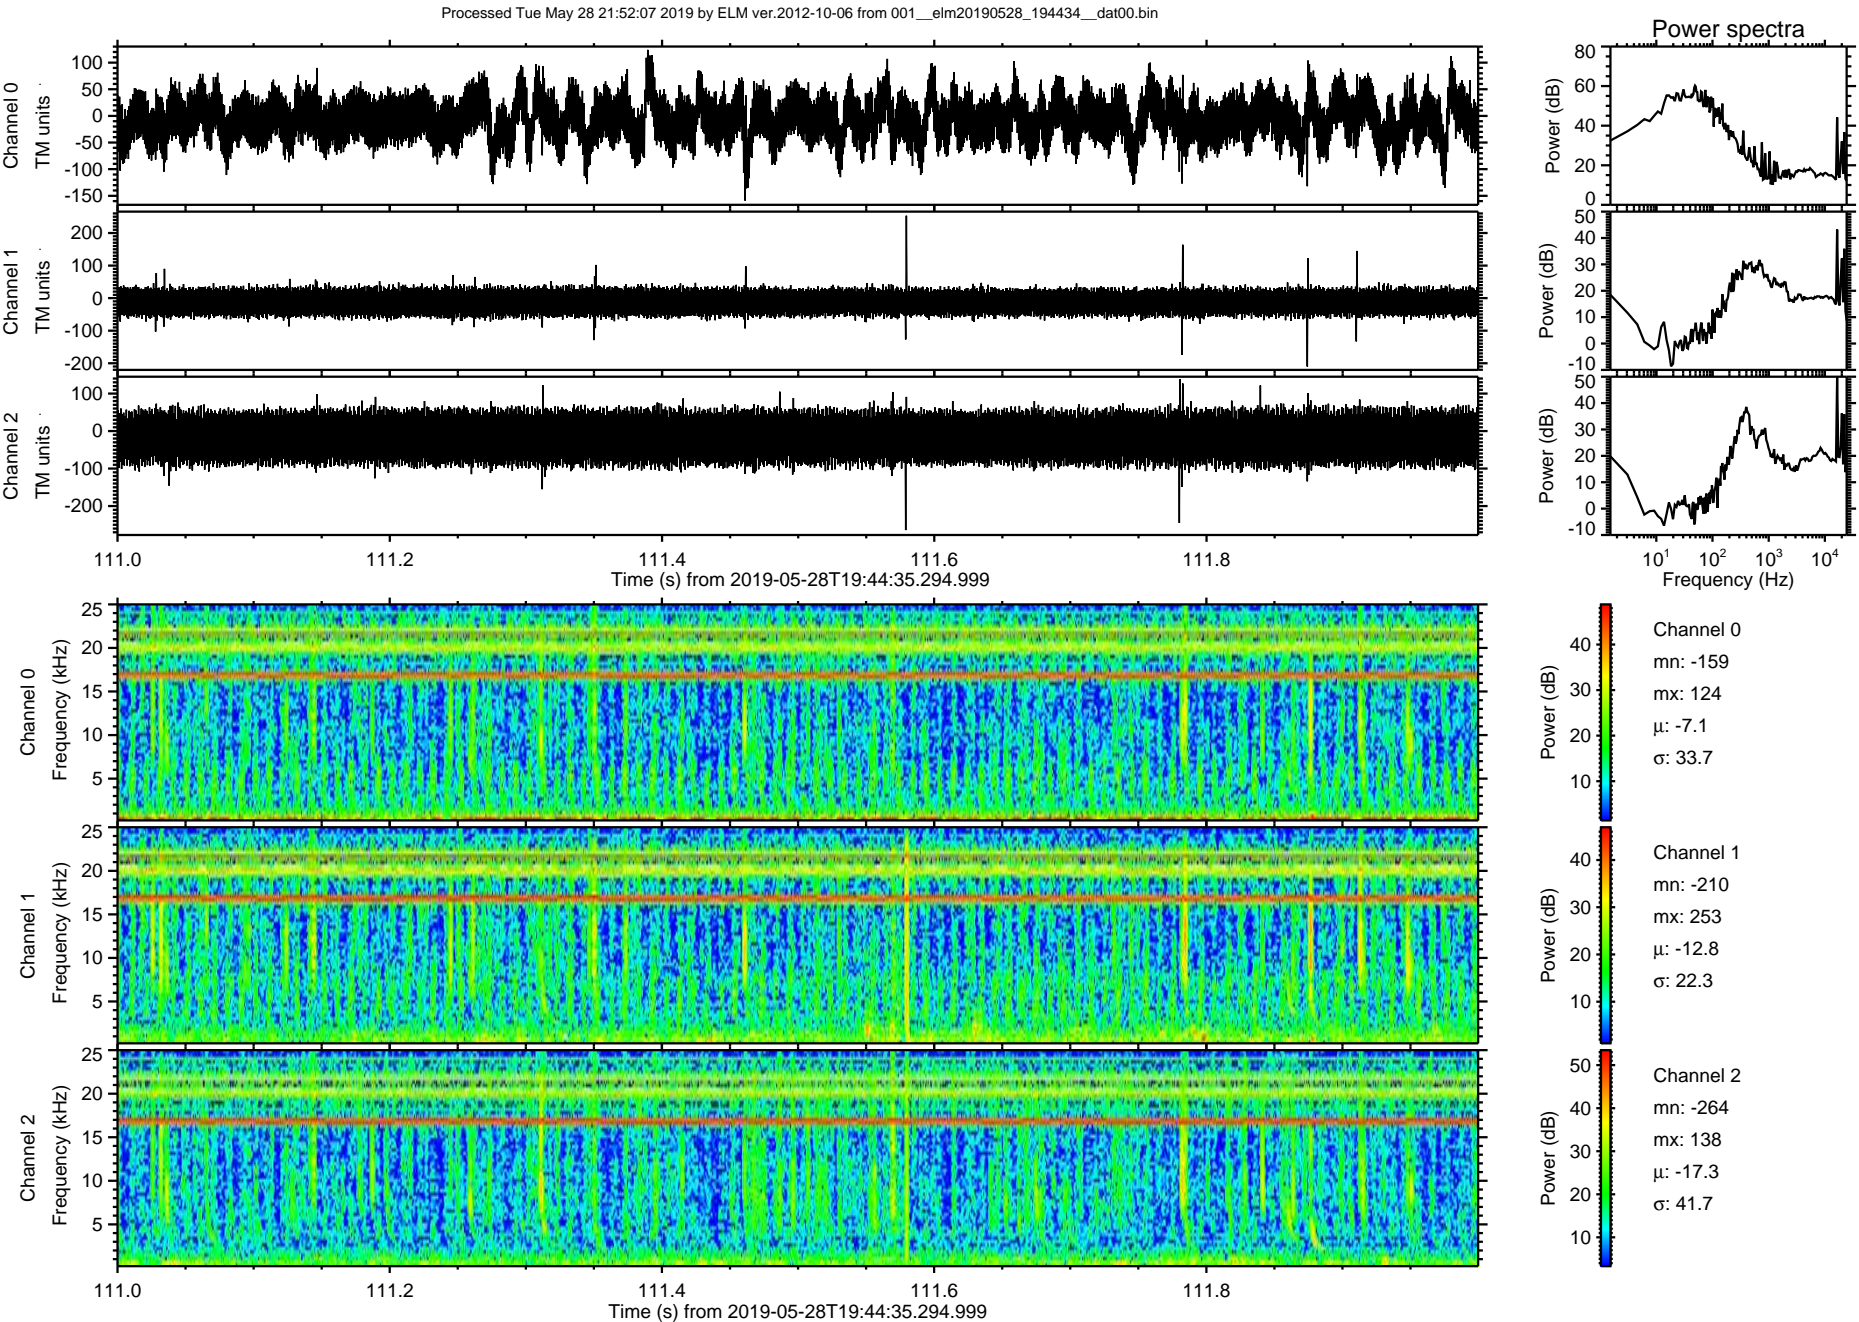 Processed Tue May 28 21:52:07 2019 by ELM ver.2012-10-06 from 001__elm20190528_194434__dat00.bin
Power spectra
Channel 0
TM units
100
50
0
-50
-100
-150
Power (dB)
80
60
40
20
0
Channel 1
TM units
200
100
0
-100
-200
Power (dB)
50
40
30
20
10
0
-10
Channel 2
TM units
100
0
-100
-200
Power (dB)
50
40
30
20
10
0
-10
111.0 111.2 111.4 111.6 111.8
Time (s) from 2019-05-28T19:44:35.294.999
10^1 10^2 10^3 10^4
Frequency (Hz)
Channel 0
Frequency (kHz)
25
20
15
10
5
Power (dB)
40
30
20
10
Channel 0
mn: -159
mx: 124
μ: -7.1
σ: 33.7
Channel 1
Frequency (kHz)
25
20
15
10
5
Power (dB)
40
30
20
10
Channel 1
mn: -210
mx: 253
μ: -12.8
σ: 22.3
Channel 2
Frequency (kHz)
25
20
15
10
5
Power (dB)
50
40
30
20
10
Channel 2
mn: -264
mx: 138
μ: -17.3
σ: 41.7
111.0 111.2 111.4 111.6 111.8
Time (s) from 2019-05-28T19:44:35.294.999